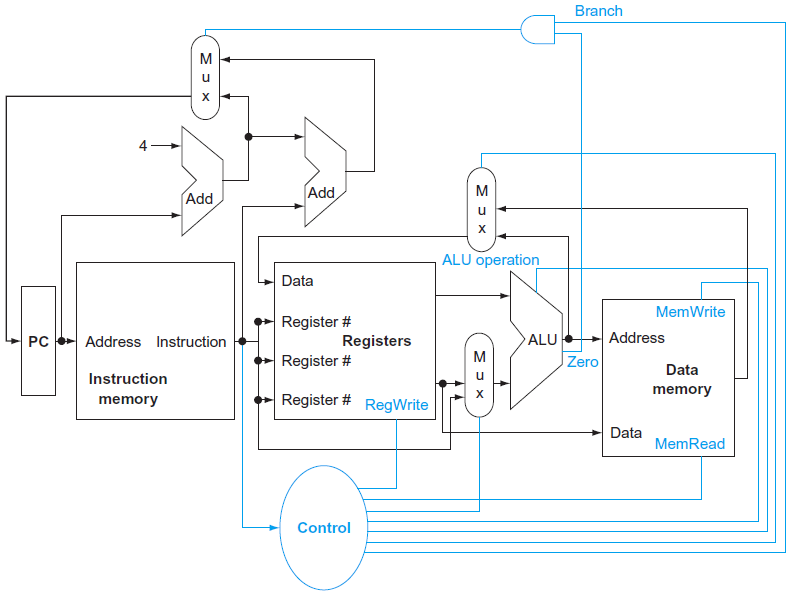 Branch
M
u
x
4
Add
Add
M
u
x
ALU operation
Data
Register #
Registers
Register #
Register #
RegWrite
PC
Address
Instruction
Instruction
memory
M
u
x
ALU
Zero
MemWrite
Address
Data
memory
Data
MemRead
Control